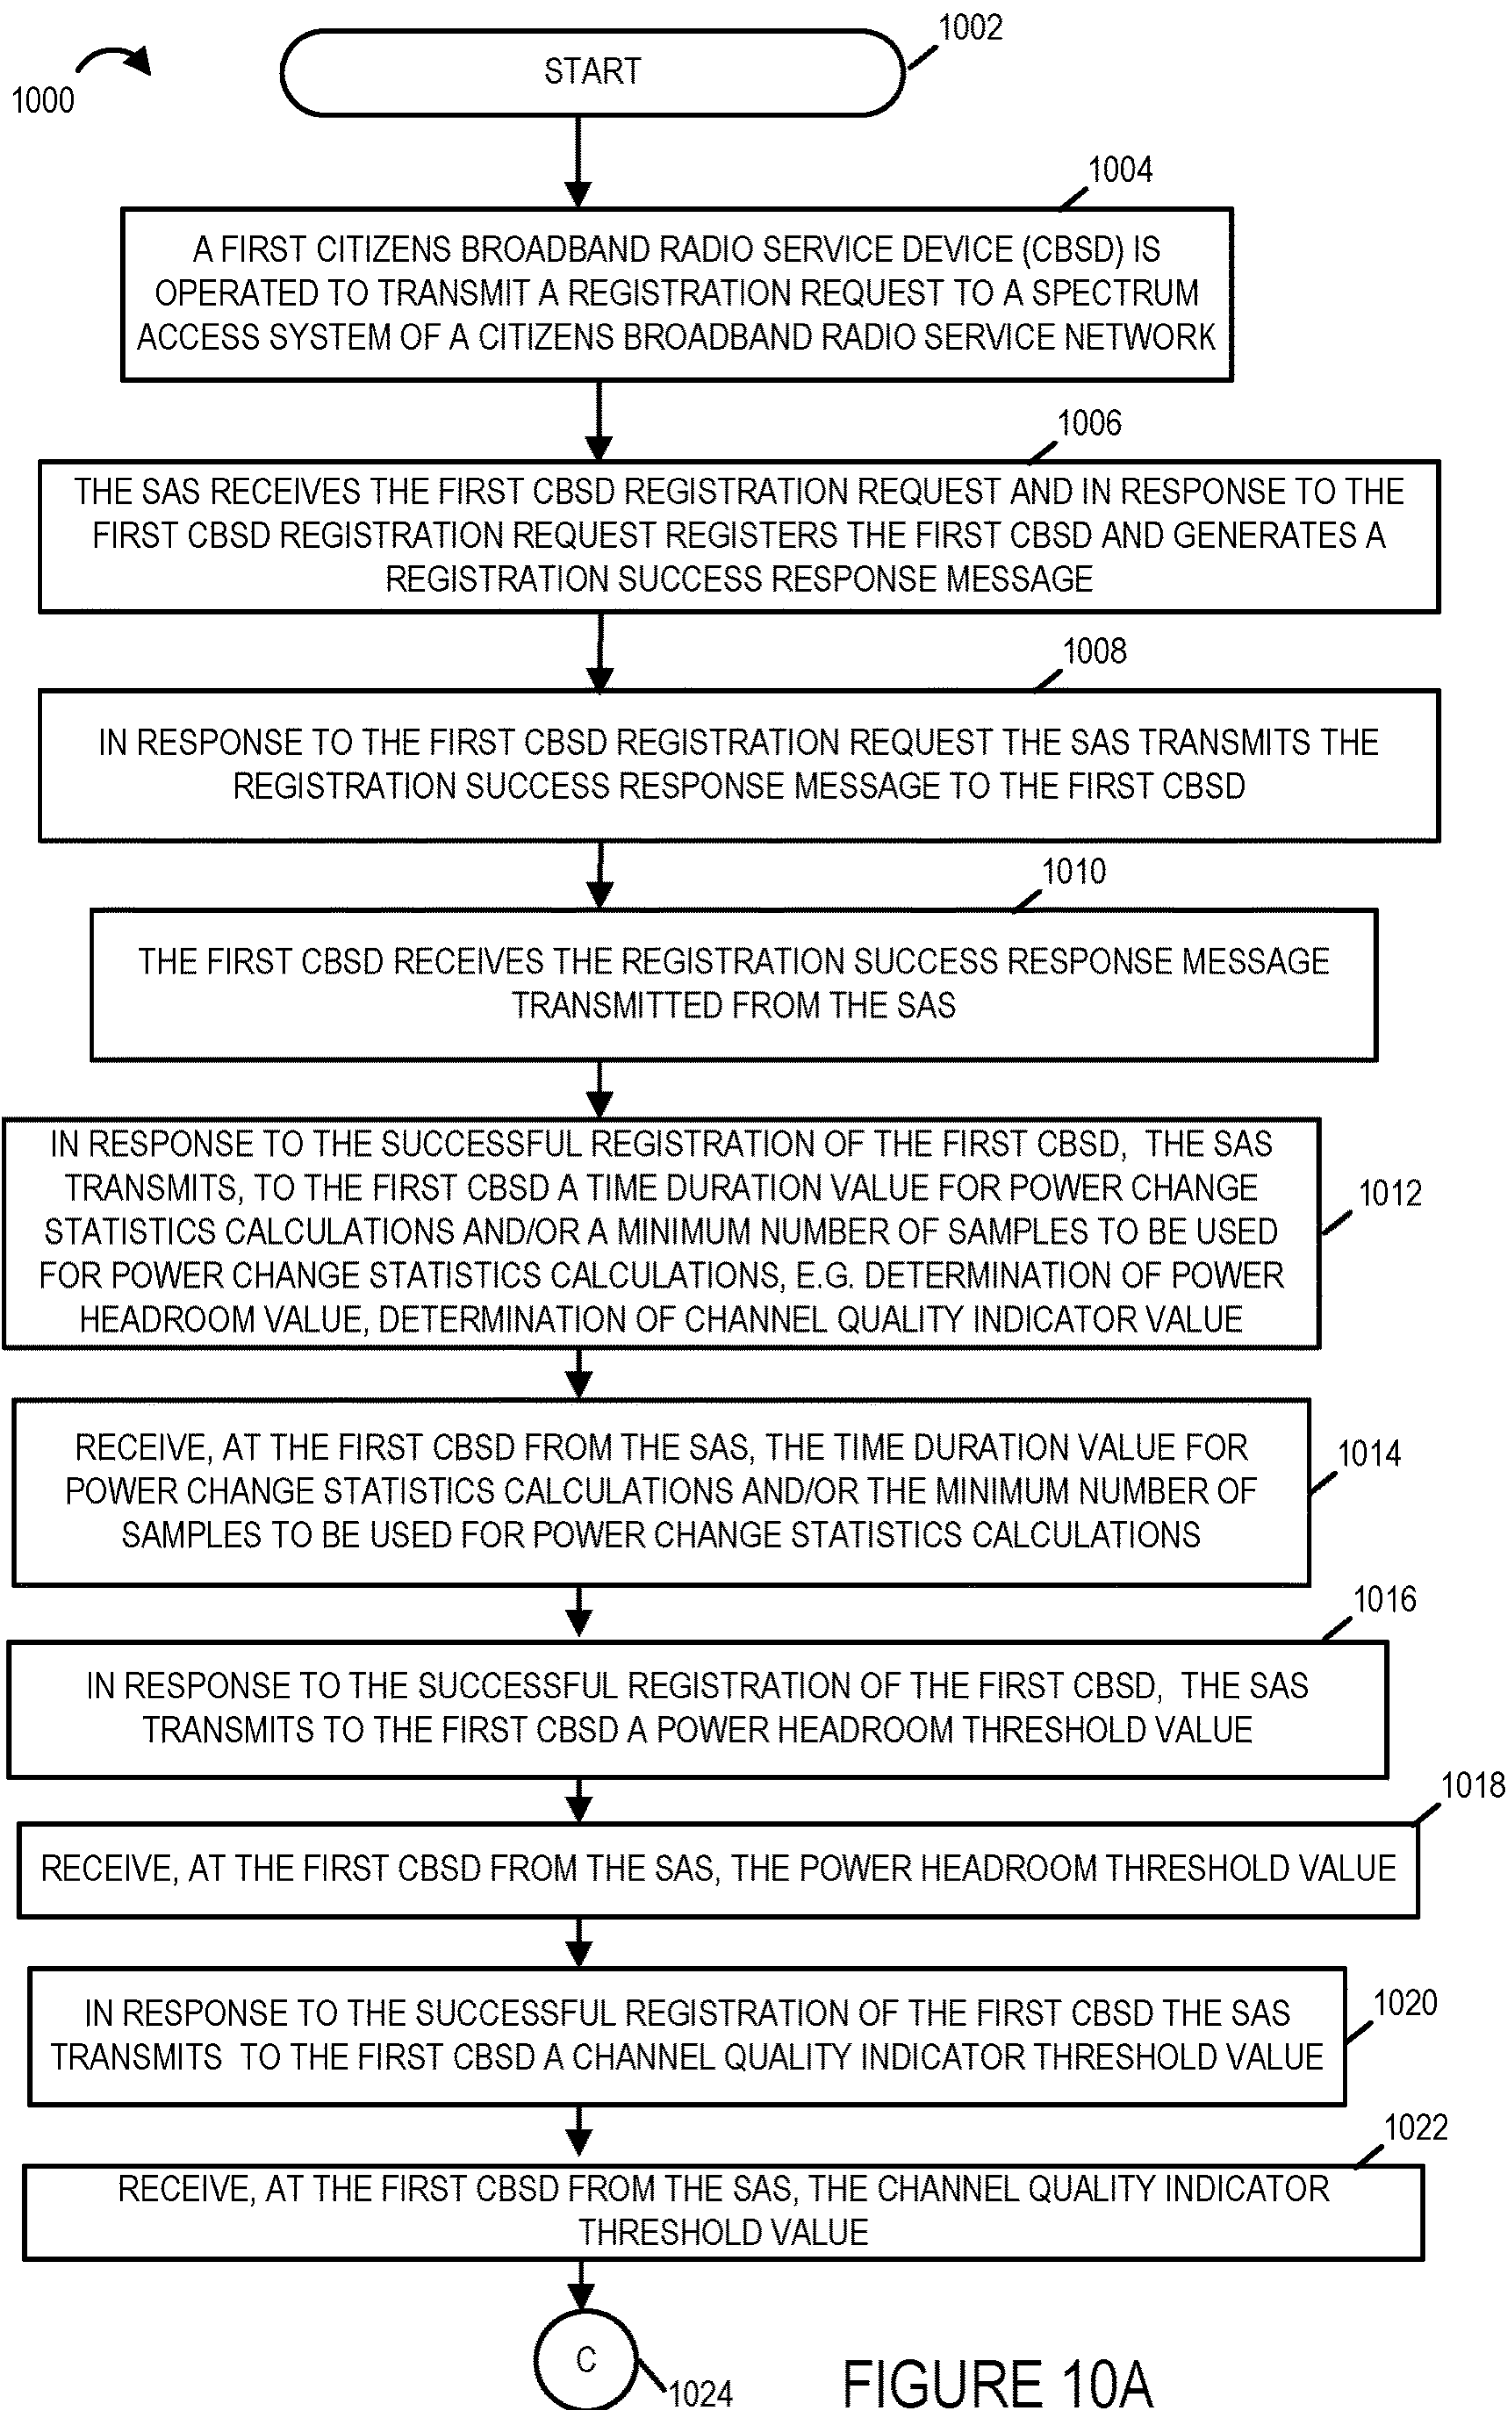 1002
START
1000
1004
A FIRST CITIZENS BROADBAND RADIO SERVICE DEVICE (CBSD) IS
OPERATED TO TRANSMIT A REGISTRATION REQUEST TO A SPECTRUM
ACCESS SYSTEM OF A CITIZENS BROADBAND RADIO SERVICE NETWORK
1006
THE SAS RECEIVES THE FIRST CBSD REGISTRATION REQUEST AND IN RESPONSE TO THE
FIRST CBSD REGISTRATION REQUEST REGISTERS THE FIRST CBSD AND GENERATES A
REGISTRATION SUCCESS RESPONSE MESSAGE
1008
IN RESPONSE TO THE FIRST CBSD REGISTRATION REQUEST THE SAS TRANSMITS THE
REGISTRATION SUCCESS RESPONSE MESSAGE TO THE FIRST CBSD
1010
THE FIRST CBSD RECEIVES THE REGISTRATION SUCCESS RESPONSE MESSAGE
TRANSMITTED FROM THE SAS
IN RESPONSE TO THE SUCCESSFUL REGISTRATION OF THE FIRST CBSD, THE SAS
TRANSMITS, TO THE FIRST CBSD A TIME DURATION VALUE FOR POWER CHANGE
STATISTICS CALCULATIONS AND/OR A MINIMUM NUMBER OF SAMPLES TO BE USED
FOR POWER CHANGE STATISTICS CALCULATIONS, E.G. DETERMINATION OF POWER
HEADROOM VALUE, DETERMINATION OF CHANNEL QUALITY INDICATOR VALUE
1012
RECEIVE, AT THE FIRST CBSD FROM THE SAS, THE TIME DURATION VALUE FOR
POWER CHANGE STATISTICS CALCULATIONS AND/OR THE MINIMUM NUMBER OF
SAMPLES TO BE USED FOR POWER CHANGE STATISTICS CALCULATIONS
1014
1016
IN RESPONSE TO THE SUCCESSFUL REGISTRATION OF THE FIRST CBSD, THE SAS
TRANSMITS TO THE FIRST CBSD A POWER HEADROOM THRESHOLD VALUE
1018
RECEIVE, AT THE FIRST CBSD FROM THE SAS, THE POWER HEADROOM THRESHOLD VALUE
IN RESPONSE TO THE SUCCESSFUL REGISTRATION OF THE FIRST CBSD THE SAS
TRANSMITS TO THE FIRST CBSD A CHANNEL QUALITY INDICATOR THRESHOLD VALUE
1020
1022
RECEIVE, AT THE FIRST CBSD FROM THE SAS, THE CHANNEL QUALITY INDICATOR
THRESHOLD VALUE
C
1024
FIGURE 10A